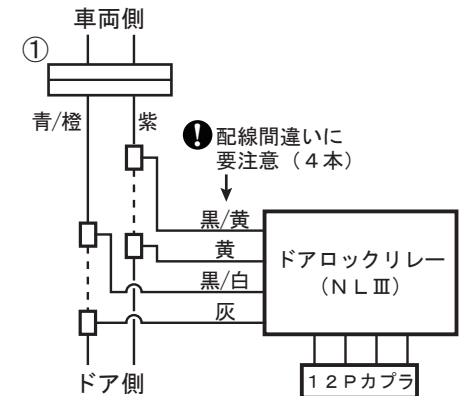 車両側
①
青/橙
紫
!配線間違いに
要注意（４本）
黒/黄
黄
黒/白
灰
ドアロックリレー
（ＮＬⅢ）
ドア側
１２Ｐカプラ